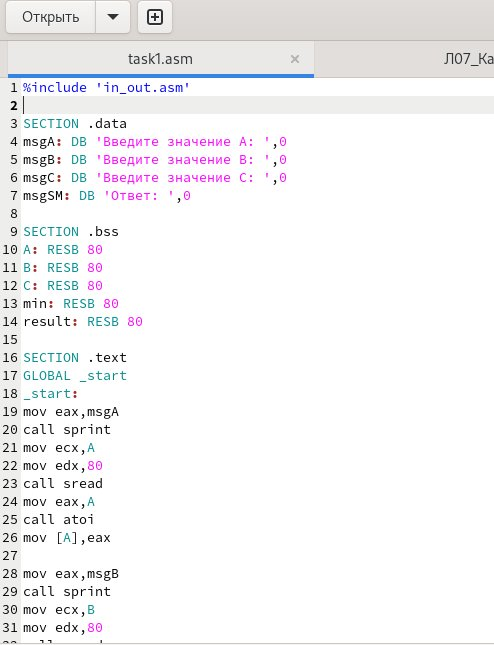 Открыть
task1.asm
Л07_Ка
1 %include 'in_out.asm'
2
3 SECTION .data
4 msgA: DB 'Введите значение A: ',0
5 msgB: DB 'Введите значение B: ',0
6 msgC: DB 'Введите значение C: ',0
7 msgSM: DB 'Ответ: ',0
8
9 SECTION .bss
10 A: RESB 80
11 B: RESB 80
12 C: RESB 80
13 min: RESB 80
14 result: RESB 80
15
16 SECTION .text
17 GLOBAL _start
18 _start:
19 mov eax,msgA
20 call sprint
21 mov ecx,A
22 mov edx,80
23 call sread
24 mov eax,A
25 call atoi
26 mov [A],eax
27
28 mov eax,msgB
29 call sprint
30 mov ecx,B
31 mov edx,80